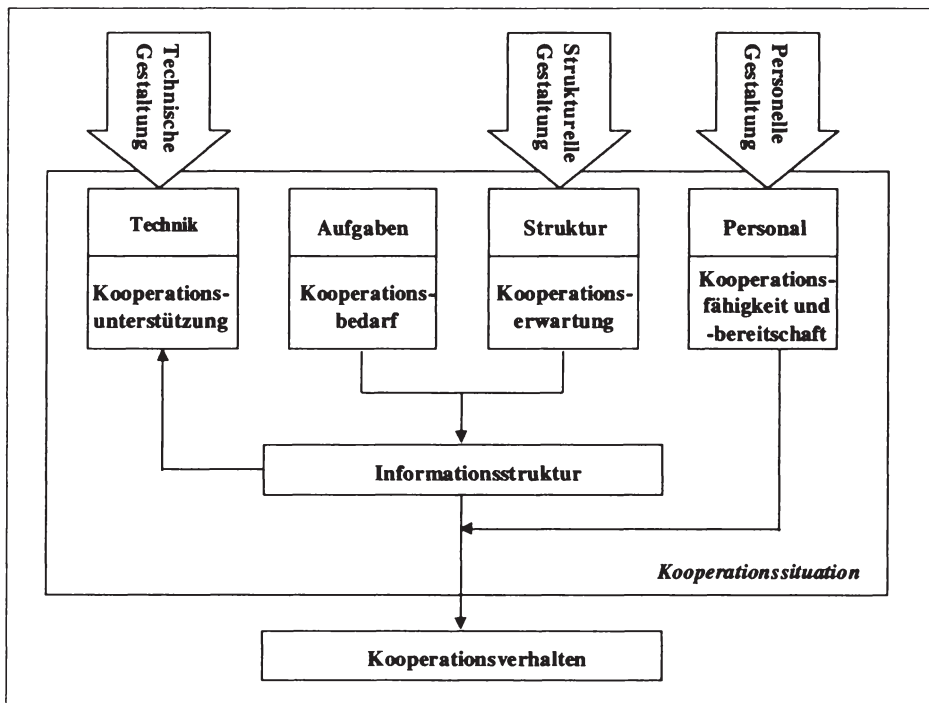 Technische
Gestaltung
Strukturelle
Gestaltung
Personelle
Gestaltung
Technik
Kooperations-
unterstützung
Aufgaben
Kooperations-
bedarf
Struktur
Kooperations-
erwartung
Personal
Kooperations-
fähigkeit und
-bereitschaft
Informationsstruktur
Kooperationssituation
Kooperationsverhalten